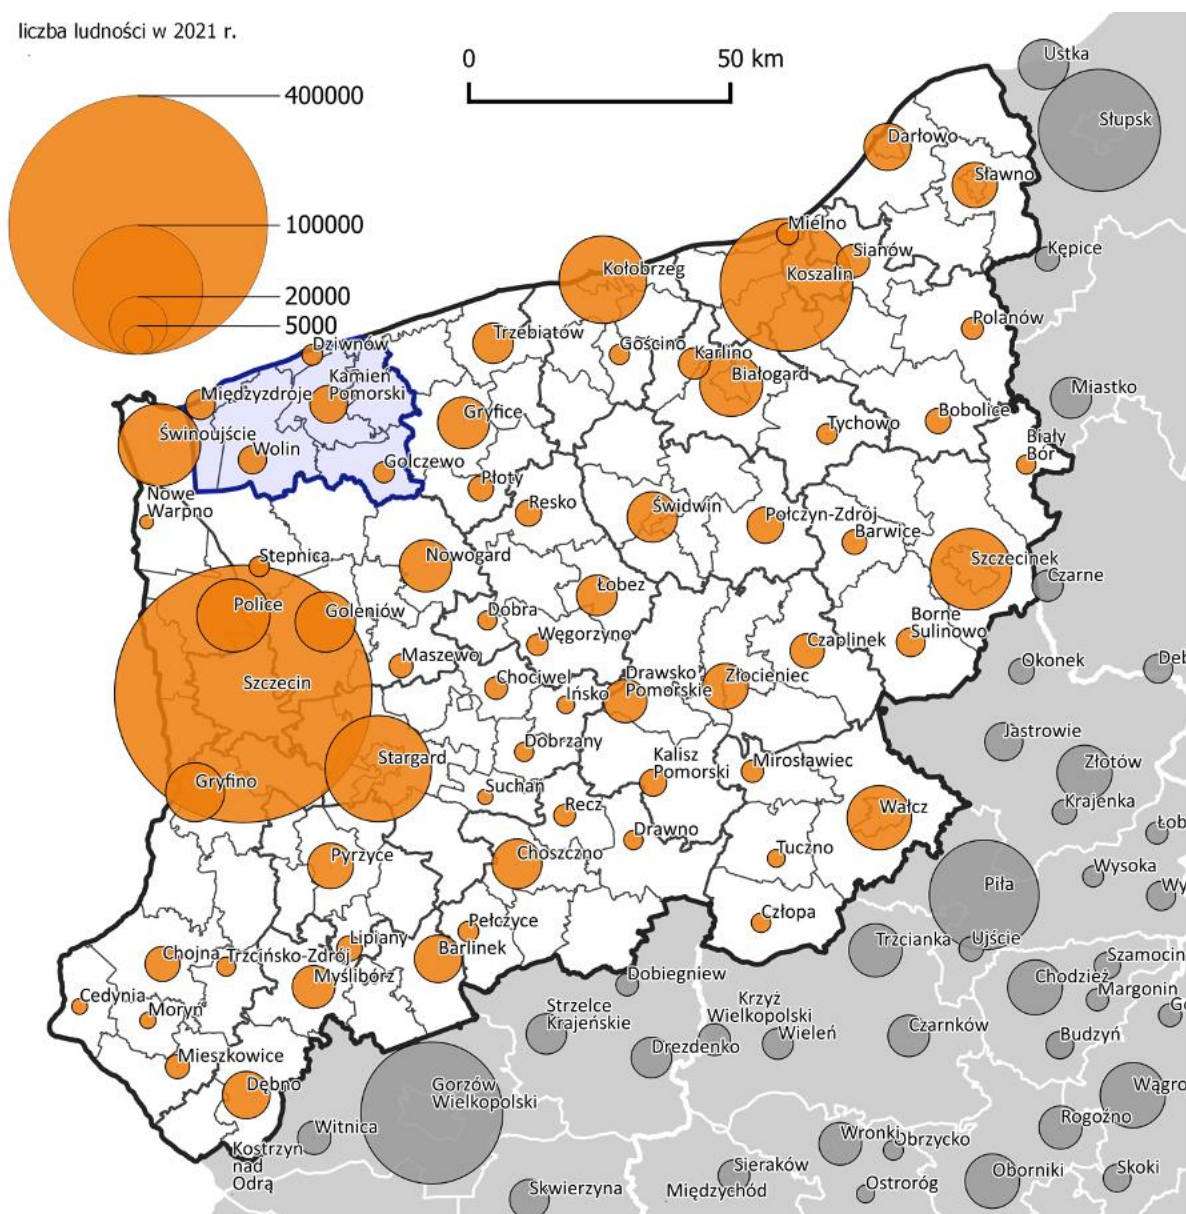 liczba ludności w 2021 r.
0
50 km
400000
100000
20000
5000
Ustka
Słupsk
Darłowo
Sławno
Mielno
Sianów
Kępice
Kołobrzeg
Koszalin
Polanów
Trzebiatów
Gościno
Karlino
Białogard
Dziwnów
Kamień
Pomorski
Międzyzdroje
Miastko
Gryfice
Tychowo
Bobolice
Świnoujście
Wolin
Golczewo
Biały
Bór
Płoty
Nowe
Warpno
Resko
Świdwin
Połczyn-Zdrój
Barwice
Stepnica
Nowogard
Szczecinek
Łobez
Czarne
Police
Goleniów
Dobra
Węgorzyno
Borne
Sulinowo
Czaplinek
Maszewo
Okonek
Szczecin
Chociwel
Ińsko
Drawsko
Pomorskie
Złocieniec
Jastrowie
Stargard
Dobrzany
Kalisz
Pomorski
Mirosławiec
Złotów
Gryfino
Suchań
Recz
Wałcz
Krajenka
Drawno
Pyrzyce
Choszczno
Tuczno
Wysoka
Piła
Pełczyce
Człopa
Lipiany
Barlinek
Trzcianka
Ujście
Chojna
Trzcińsko-Zdrój
Szamocin
Myślibórz
Dobiegniew
Chodzież
Margonin
Cedynia
Moryń
Strzelce
Krajeńskie
Krzyż
Wielkopolski
Wieleń
Czarnków
Budzyń
Drezdenko
Mieszkowice
Dębno
Gorzów
Wielkopolski
Rogoźno
Witnica
Wronki
Obrzycko
Kostrzyn
nad
Odrą
Sieraków
Międzychód
Skwierzyna
Ostroróg
Oborniki
Skoki